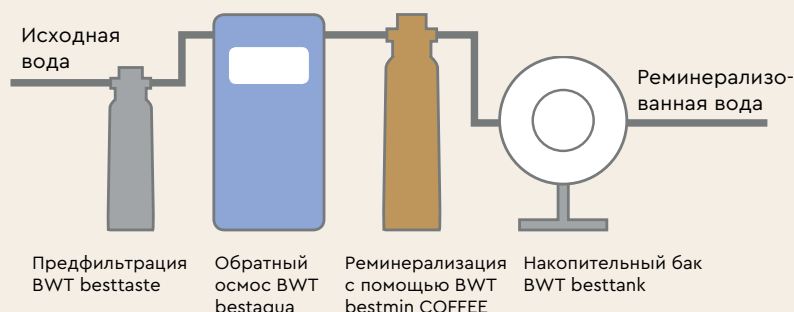 Исходная
вода
Реминерализо-
ванная вода
Предфильтрация
BWT besttaste
Обратный
осмос BWT
bestaqua
Реминерализация
с помощью BWT
bestmin COFFEE
Накопительный бак
BWT besttank